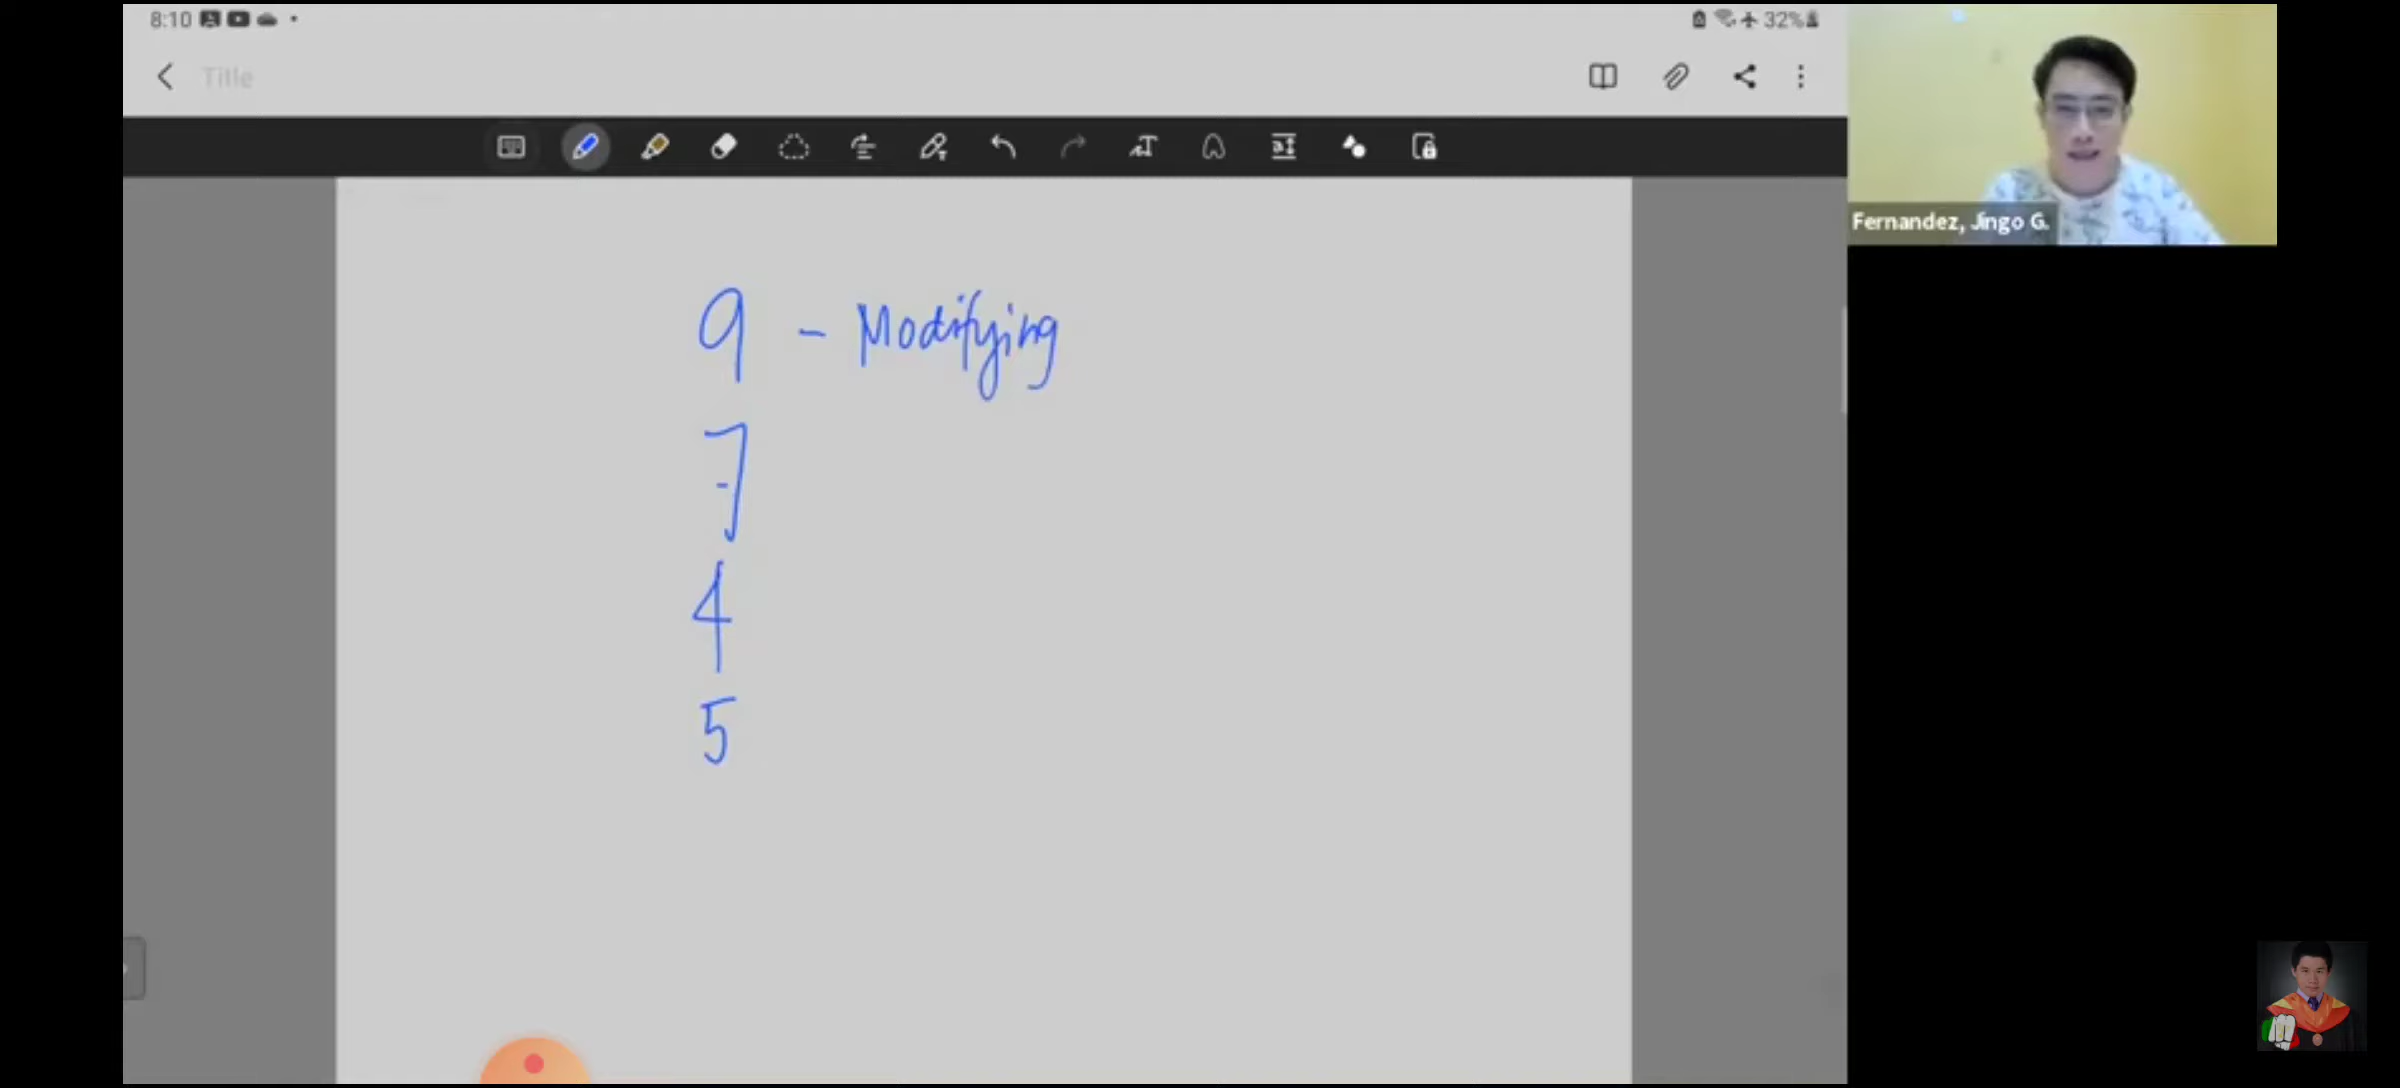 8:10
32%
Title
Fernandez, Jingo G.
9 - Modifying
7
4
5